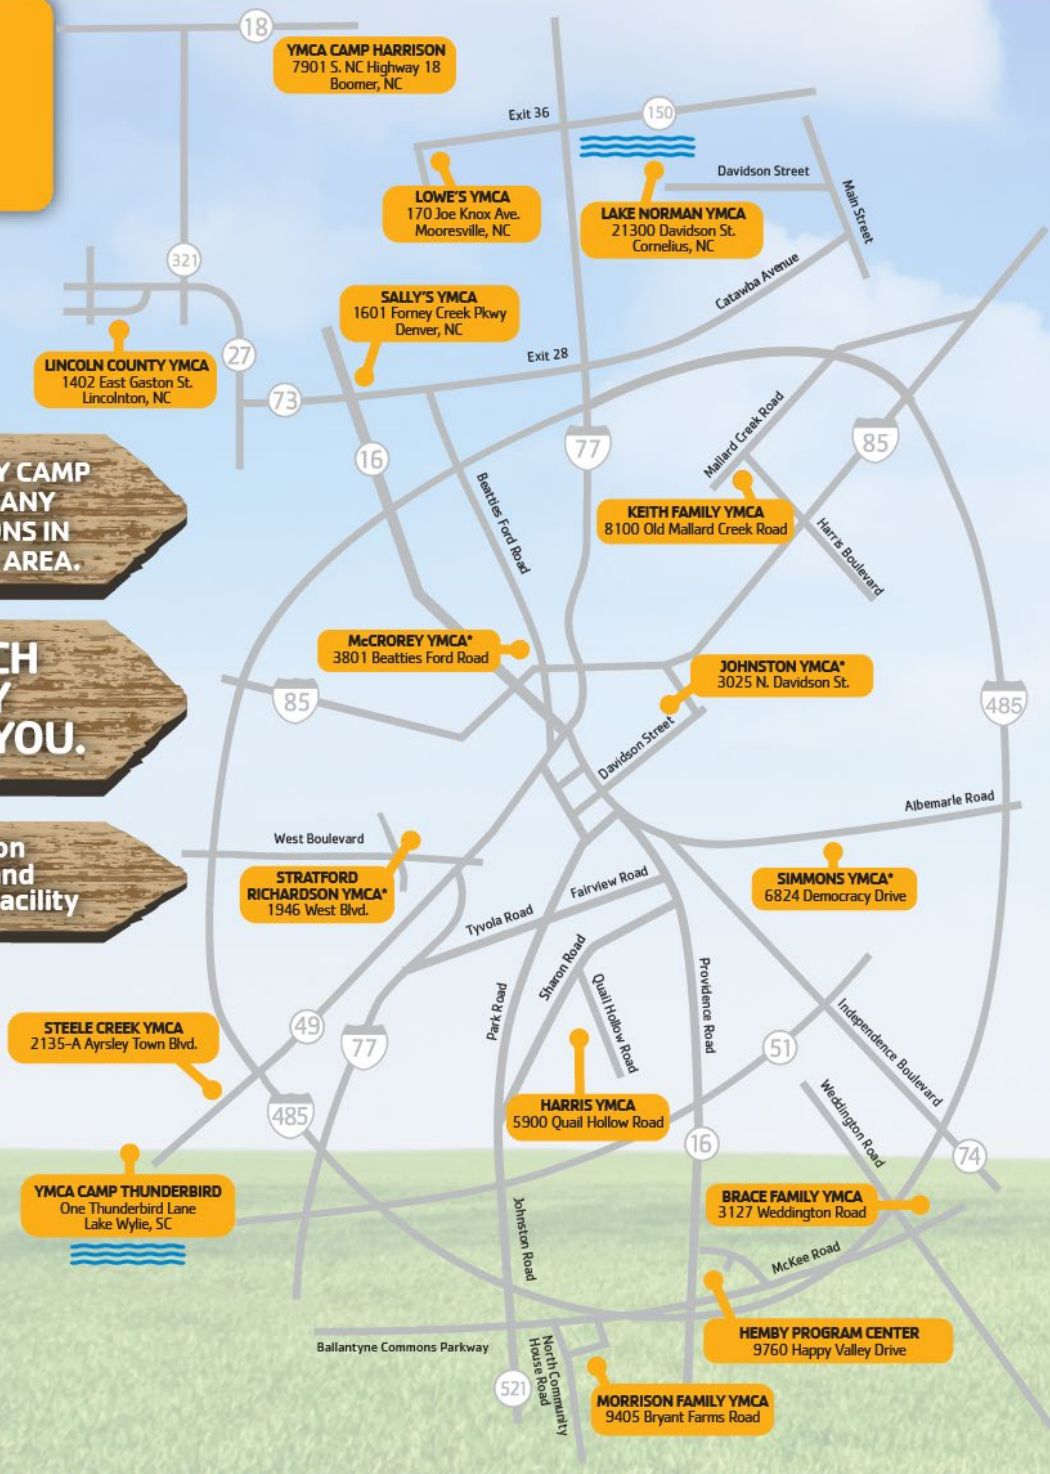 18
YMCA CAMP HARRISON
7901 S. NC Highway 18
Boomer, NC
Exit 36
150
LOWE'S YMCA
170 Joe Knox Ave.
Mooresville, NC
Davidson Street
Main Street
LAKE NORMAN YMCA
21300 Davidson St.
Cornelius, NC
321
Catawba Avenue
SALLY'S YMCA
1601 Forney Creek Pkwy
Denver, NC
Exit 28
27
LINCOLN COUNTY YMCA
1402 East Gaston St.
Lincolnton, NC
73
16
77
Mallard Creek Road
85
Y CAMP
ANY
ONS IN
AREA.
Beatties Ford Road
KEITH FAMILY YMCA
8100 Old Mallard Creek Road
Harris Boulevard
McCROREY YMCA*
3801 Beatties Ford Road
CH
Y
YOU.
JOHNSTON YMCA*
3025 N. Davidson St.
85
485
Davidson Street
Albemarle Road
on
nd
acility
West Boulevard
STRATFORD
RICHARDSON YMCA*
1946 West Blvd.
SIMMONS YMCA*
6824 Democracy Drive
Fairview Road
Tyvola Road
Sharon Road
Quail Hollow Road
Park Road
Providence Road
Independence Boulevard
STEELE CREEK YMCA
2135-A Ayrsley Town Blvd.
49
77
51
485
HARRIS YMCA
5900 Quail Hollow Road
Weddington Road
16
74
YMCA CAMP THUNDERBIRD
One Thunderbird Lane
Lake Wylie, SC
BRACE FAMILY YMCA
3127 Weddington Road
Johnston Road
McKee Road
HEMBY PROGRAM CENTER
9760 Happy Valley Drive
Ballantyne Commons Parkway
North Community
House Road
521
MORRISON FAMILY YMCA
9405 Bryant Farms Road